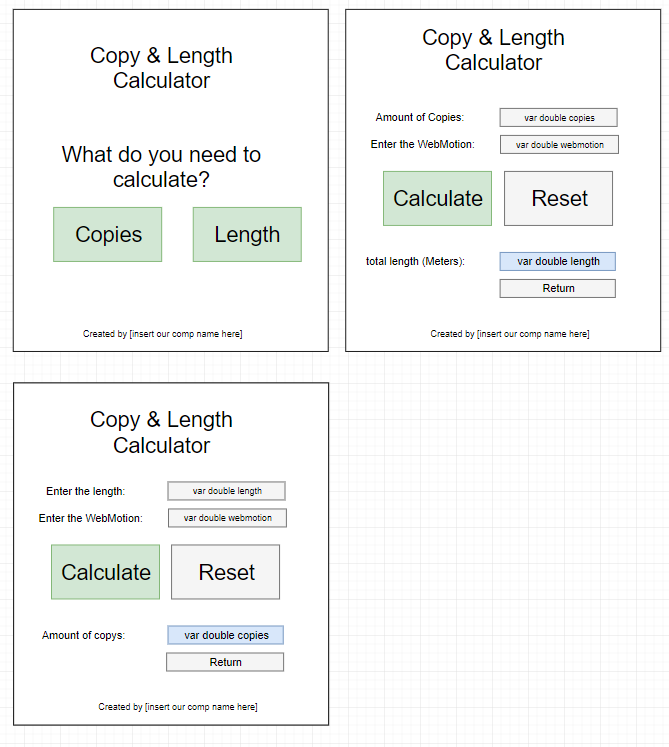 Copy & Length
Calculator
What do you need to
calculate?
Copies
Length
Created by [insert our comp name here]
Copy & Length
Calculator
Amount of Copies:
var double copies
Enter the WebMotion:
var double webmotion
Calculate
Reset
total length (Meters):
var double length
Return
Created by [insert our comp name here]
Copy & Length
Calculator
Enter the length:
var double length
Enter the WebMotion:
var double webmotion
Calculate
Reset
Amount of copys:
var double copies
Return
Created by [insert our comp name here]